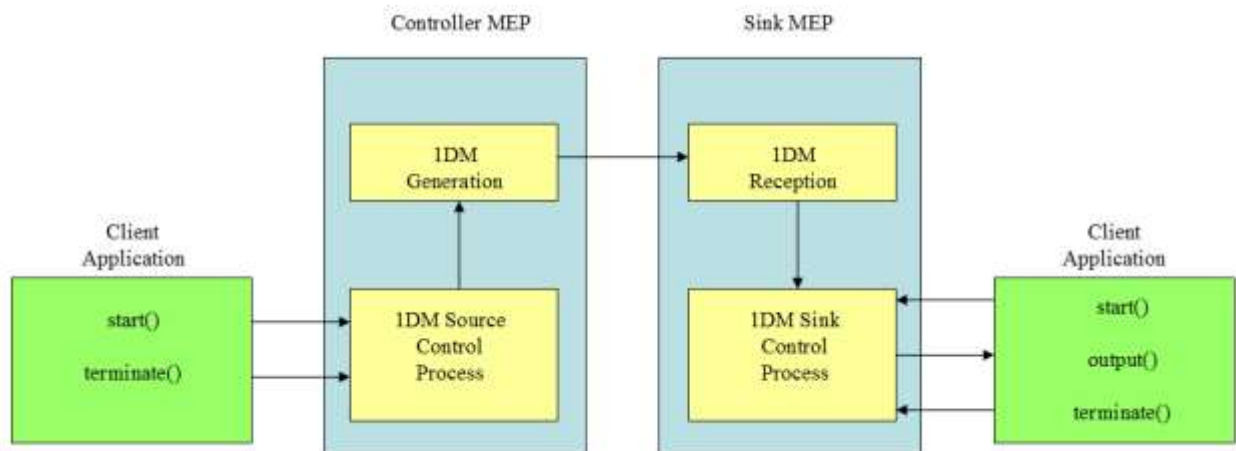 Controller MEP
Sink MEP
1DM
Generation
1DM
Reception
Client
Application
Client
Application
start()
terminate()
1DM Source
Control
Process
1DM Sink
Control
Process
start()
output()
terminate()